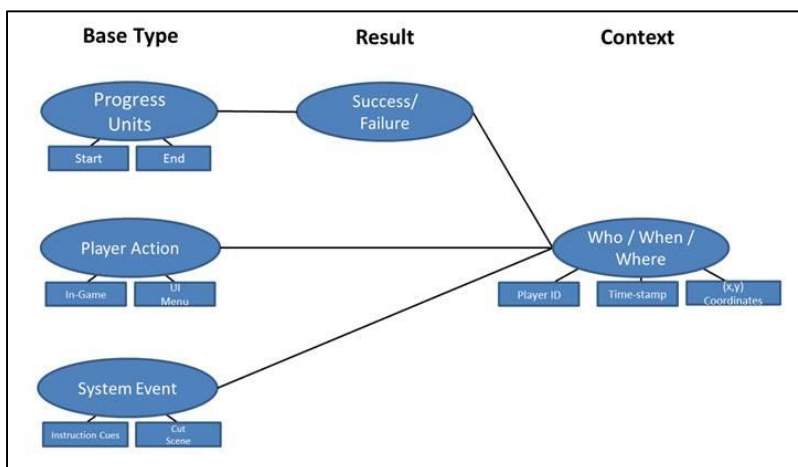 Base Type
Result
Context
Progress
Units
Success/
Failure
Start
End
Player Action
Who / When /
Where
In-Game
UI
Menu
Player ID
Time-stamp
(x,y)
Coordinates
System Event
Instruction Cues
Cut
Scene